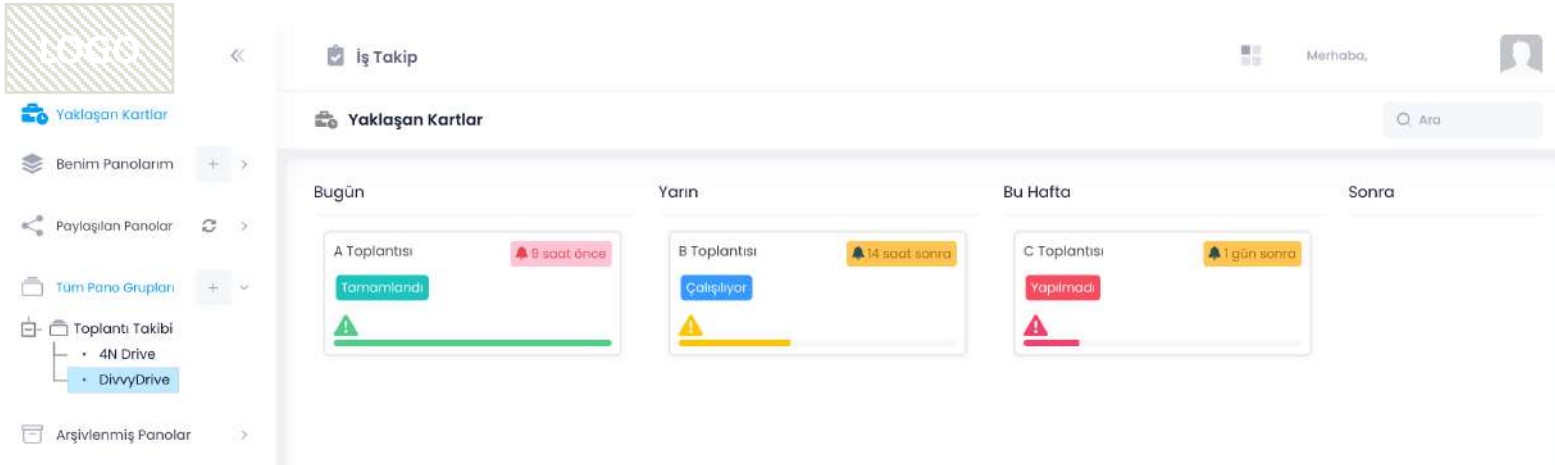 LOGO
Yaklaşan Kartlar
Benim Panolarım
Paylaşılan Panolar
Tüm Pano Grupları
Toplantı Takibi
4N Drive
DivvyDrive
Arşivlenmiş Panolar
İş Takip
Merhaba,
Yaklaşan Kartlar
Ara
Bugün
A Toplantısı
9 saat önce
Tamamlandı
Yarın
B Toplantısı
14 saat sonra
Çalışılıyor
Bu Hafta
C Toplantısı
1 gün sonra
Yapılmadı
Sonra